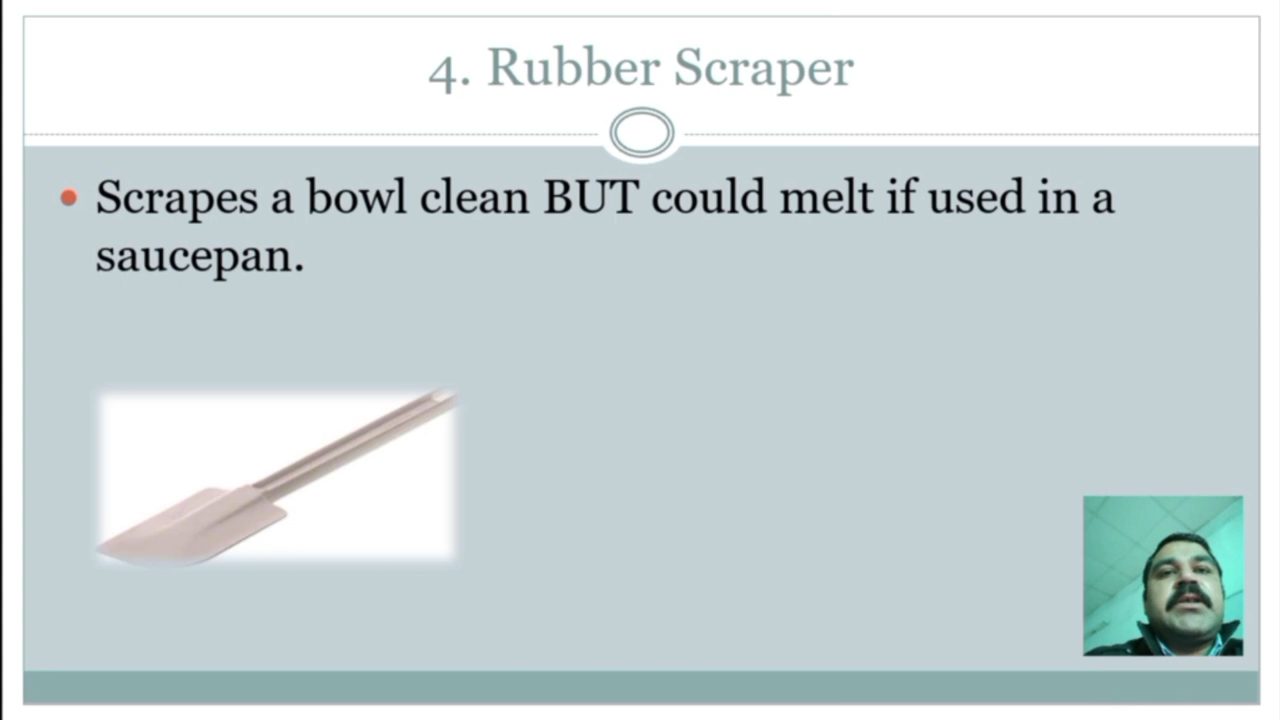 4. Rubber Scraper
Scrapes a bowl clean BUT could melt if used in a
saucepan.